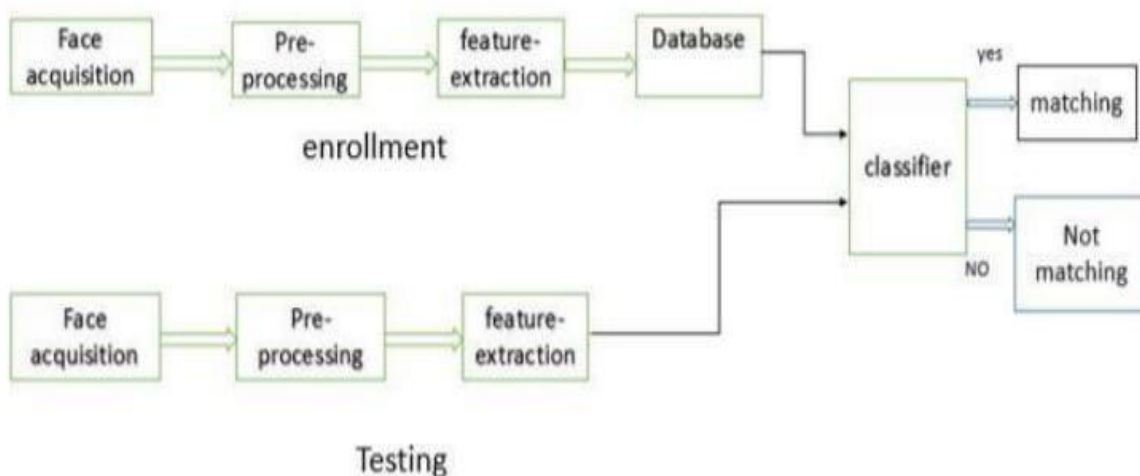 Face
acquisition
Pre-
processing
feature-
extraction
Database
enrollment
yes
matching
classifier
NO
Not
matching
Face
acquisition
Pre-
processing
feature-
extraction
Testing